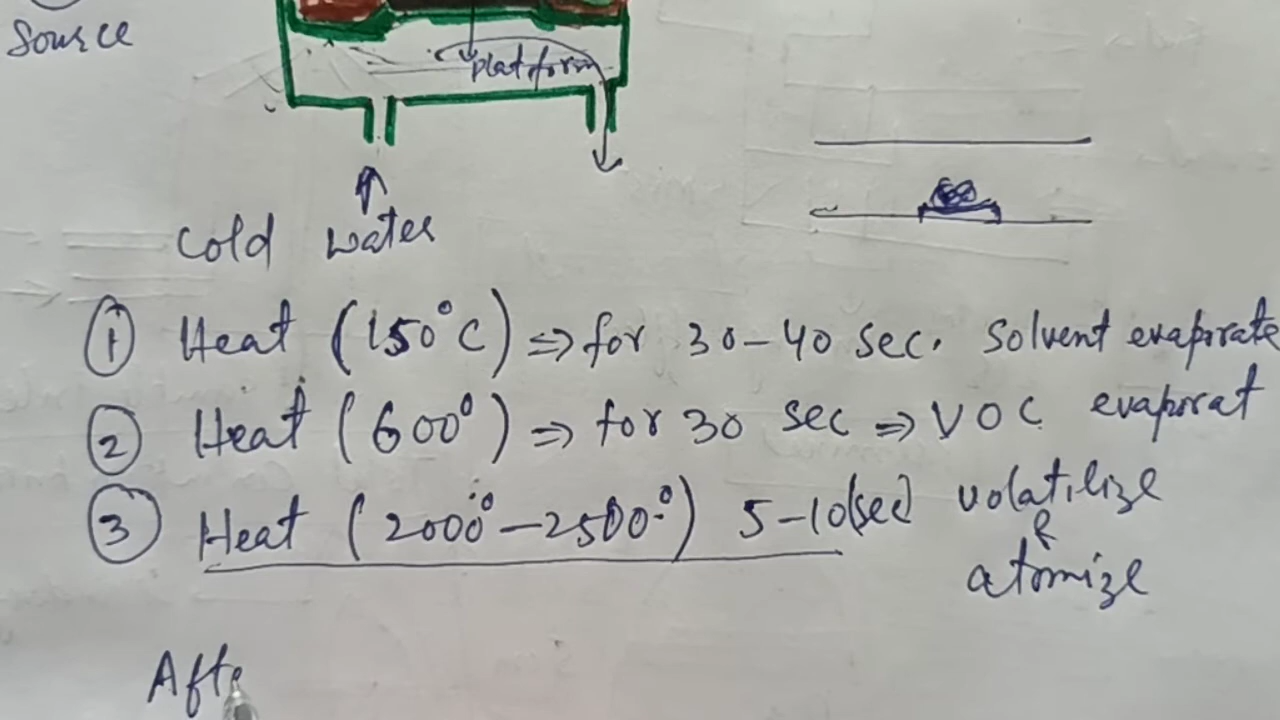 Source
platform
cold water
① Heat (150°C) ⇒ for 30-40 sec. solvent evaporate
② Heat (600°) ⇒ for 30 sec ⇒ VOC evaporat
③ Heat (2000° - 2500°) 5-10(sec) volatilize
&
atomize
Afte